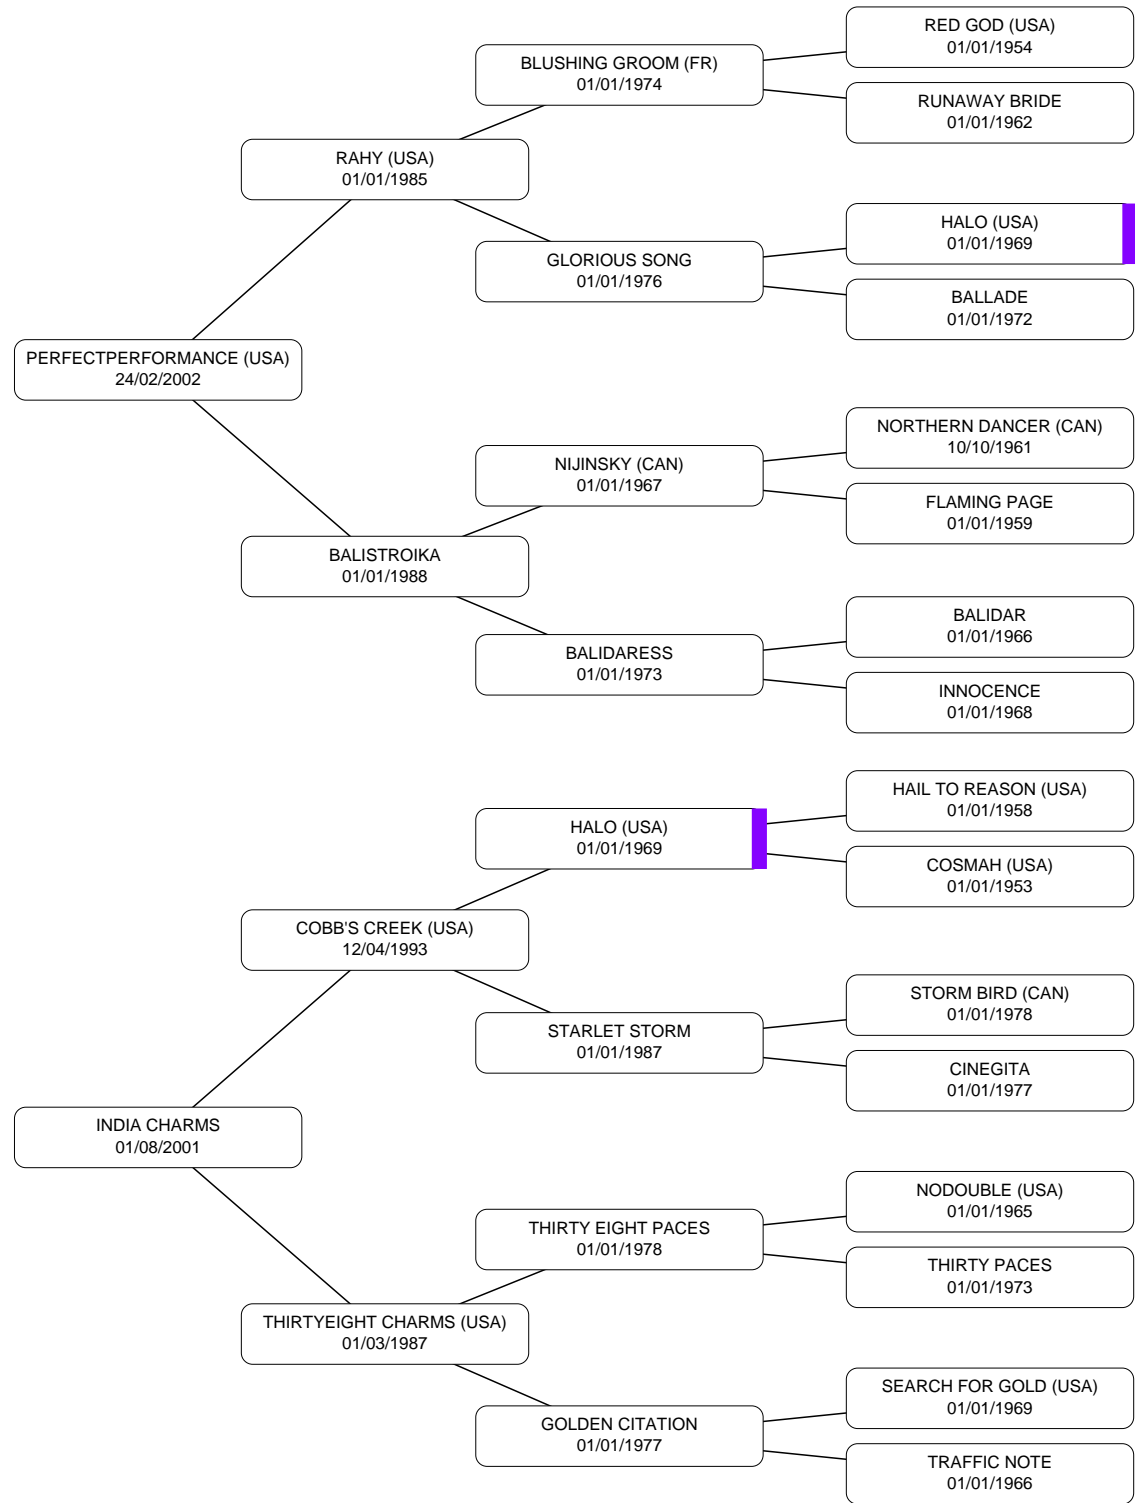 RED GOD (USA)
01/01/1954
BLUSHING GROOM (FR)
01/01/1974
RUNAWAY BRIDE
01/01/1962
RAHY (USA)
01/01/1985
HALO (USA)
01/01/1969
GLORIOUS SONG
01/01/1976
BALLADE
01/01/1972
PERFECTPERFORMANCE (USA)
24/02/2002
NORTHERN DANCER (CAN)
10/10/1961
NIJINSKY (CAN)
01/01/1967
FLAMING PAGE
01/01/1959
BALISTROIKA
01/01/1988
BALIDAR
01/01/1966
BALIDARESS
01/01/1973
INNOCENCE
01/01/1968
HAIL TO REASON (USA)
01/01/1958
HALO (USA)
01/01/1969
COSMAH (USA)
01/01/1953
COBB'S CREEK (USA)
12/04/1993
STORM BIRD (CAN)
01/01/1978
STARLET STORM
01/01/1987
CINEGITA
01/01/1977
INDIA CHARMS
01/08/2001
NODOUBLE (USA)
01/01/1965
THIRTY EIGHT PACES
01/01/1978
THIRTY PACES
01/01/1973
THIRTYEIGHT CHARMS (USA)
01/03/1987
SEARCH FOR GOLD (USA)
01/01/1969
GOLDEN CITATION
01/01/1977
TRAFFIC NOTE
01/01/1966